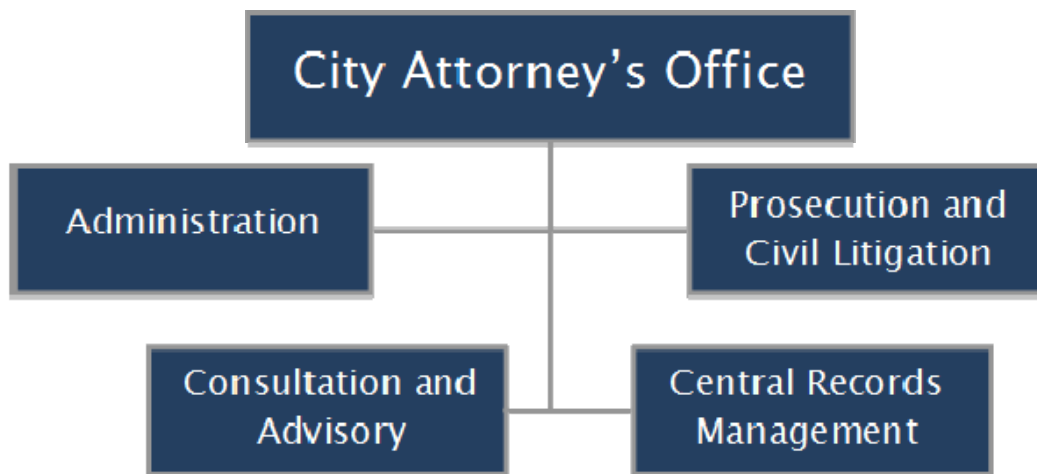 City Attorney’s Office
Administration
Prosecution and
Civil Litigation
Consultation and
Advisory
Central Records
Management